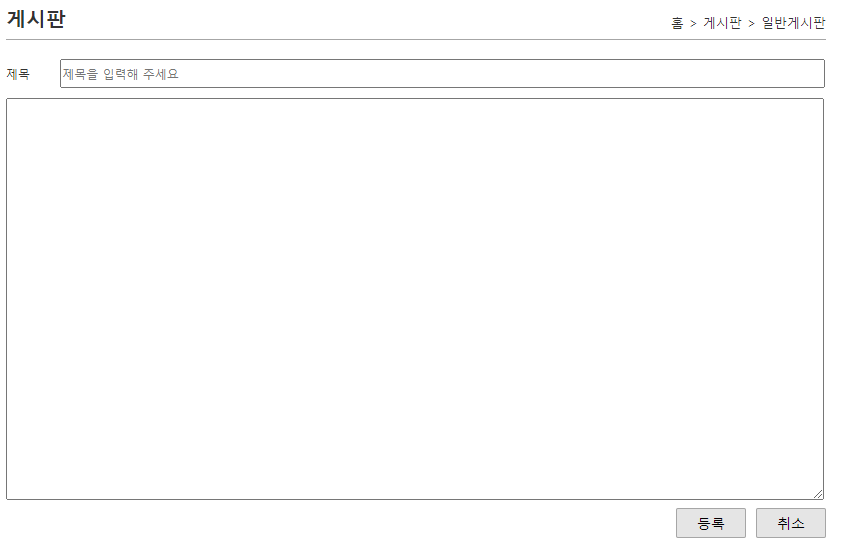 게시판
홈 > 게시판 > 일반게시판
제목
제목을 입력해 주세요
등록
취소